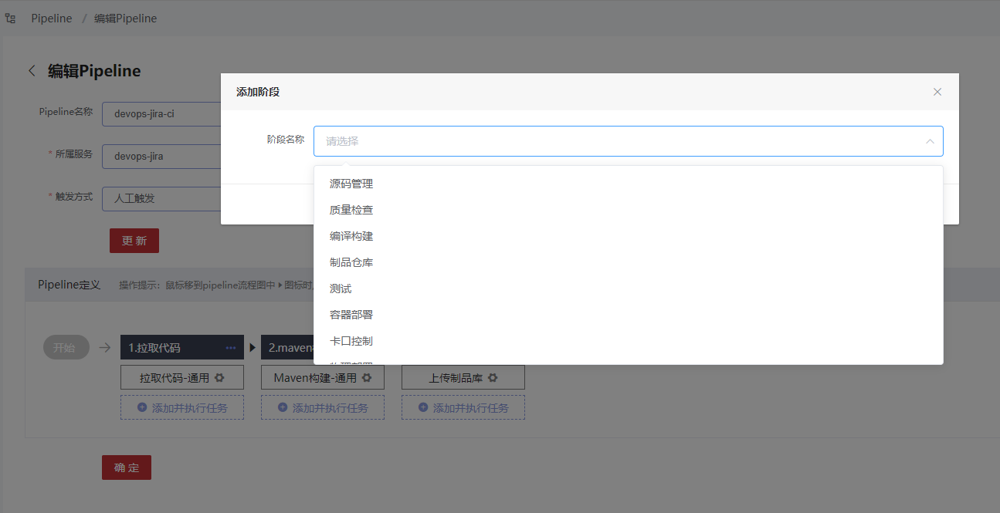 Pipeline / 编辑Pipeline
编辑Pipeline
Pipeline名称 devops-jira-ci
* 所属服务 devops-jira
* 触发方式 人工触发
更 新
添加阶段
阶段名称 请选择
源码管理
质量检查
编译构建
制品仓库
测试
容器部署
卡口控制
物理部署
Pipeline定义 操作提示：鼠标移到pipeline流程图中 图标时
开始 1.拉取代码 ··· 2.maven
拉取代码-通用 Maven构建-通用 上传制品库
添加并执行任务 添加并执行任务 添加并执行任务
确 定